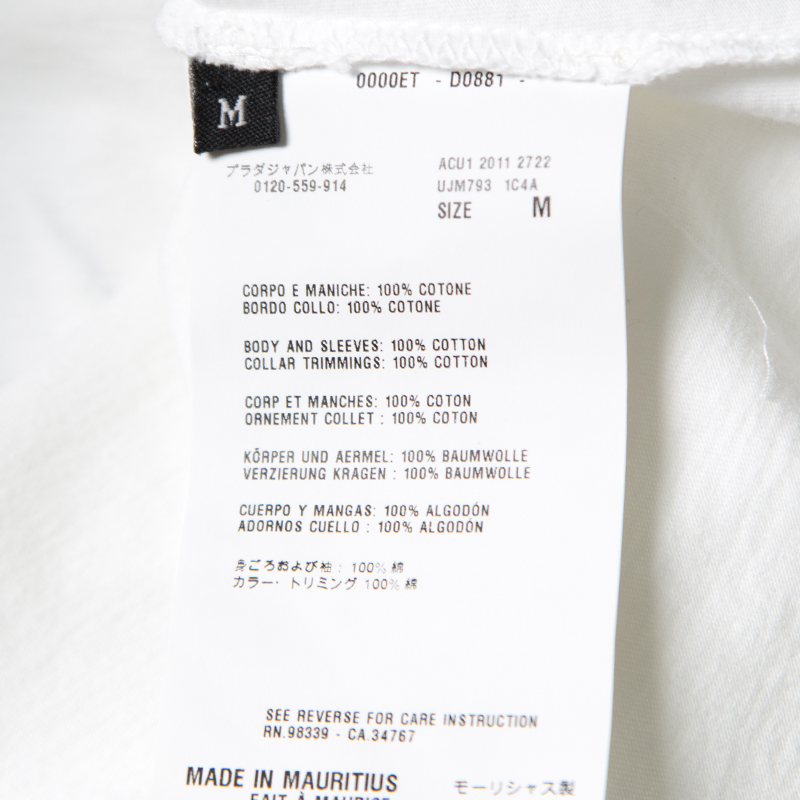 0000ET - D0881 -
M
プラダジャパン株式会社
0120-559-914
ACU1 2011 2722
UJM793 1C4A
SIZE M
CORPO E MANICHE: 100% COTONE
BORDO COLLO: 100% COTONE
BODY AND SLEEVES: 100% COTTON
COLLAR TRIMMINGS: 100% COTTON
CORP ET MANCHES: 100% COTON
ORNEMENT COLLET : 100% COTON
KÖRPER UND AERMEL: 100% BAUMWOLLE
VERZIERUNG KRAGEN : 100% BAUMWOLLE
CUERPO Y MANGAS: 100% ALGODÓN
ADORNOS CUELLO : 100% ALGODÓN
身ごろおよび袖: 100% 綿
カラー・トリミング 100% 綿
SEE REVERSE FOR CARE INSTRUCTION
RN.98339 - CA.34767
MADE IN MAURITIUS
モーリシャス製
FAIT À MAURICE